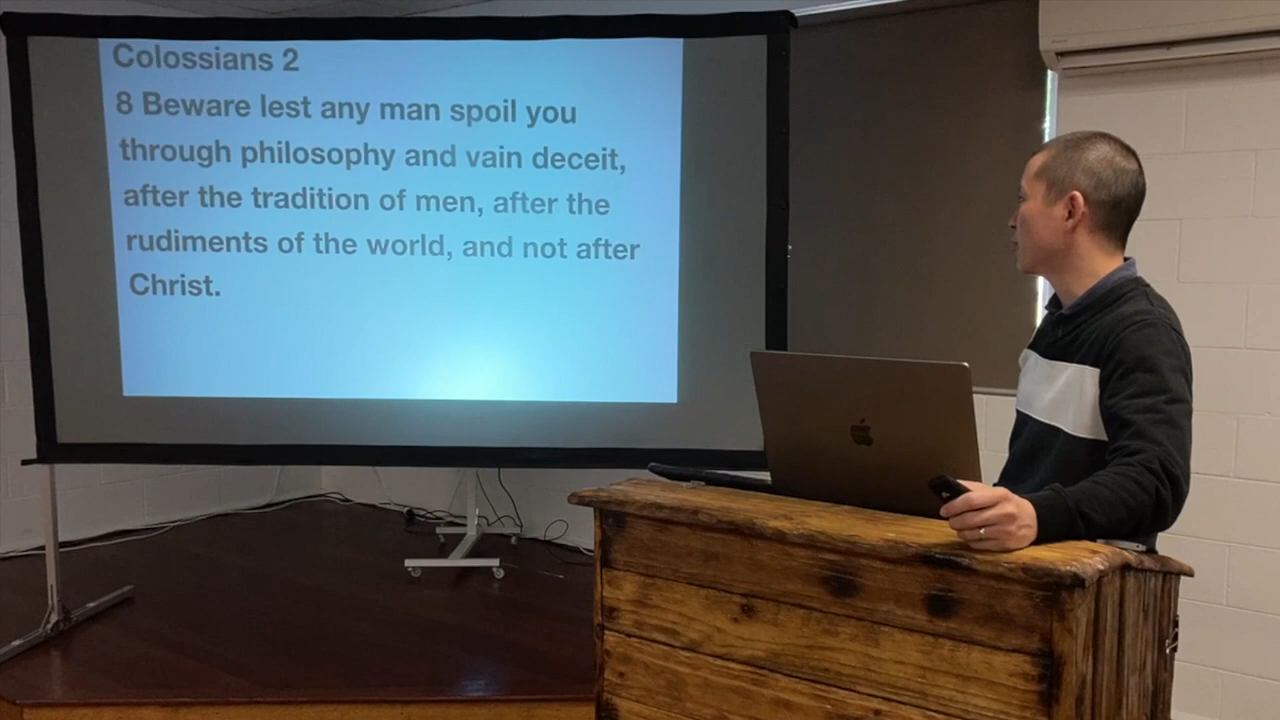 Colossians 2
8 Beware lest any man spoil you
through philosophy and vain deceit,
after the tradition of men, after the
rudiments of the world, and not after
Christ.